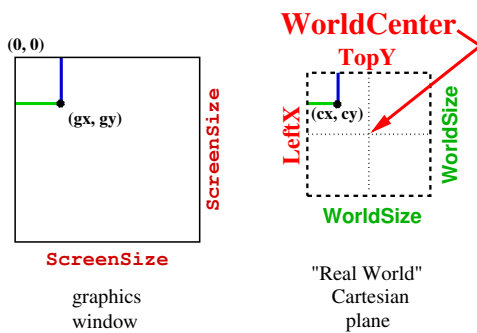 (0, 0)
(gx, gy)
ScreenSize
ScreenSize
graphics
window
WorldCenter
TopY
LeftX
(cx, cy)
WorldSize
WorldSize
"Real World"
Cartesian
plane